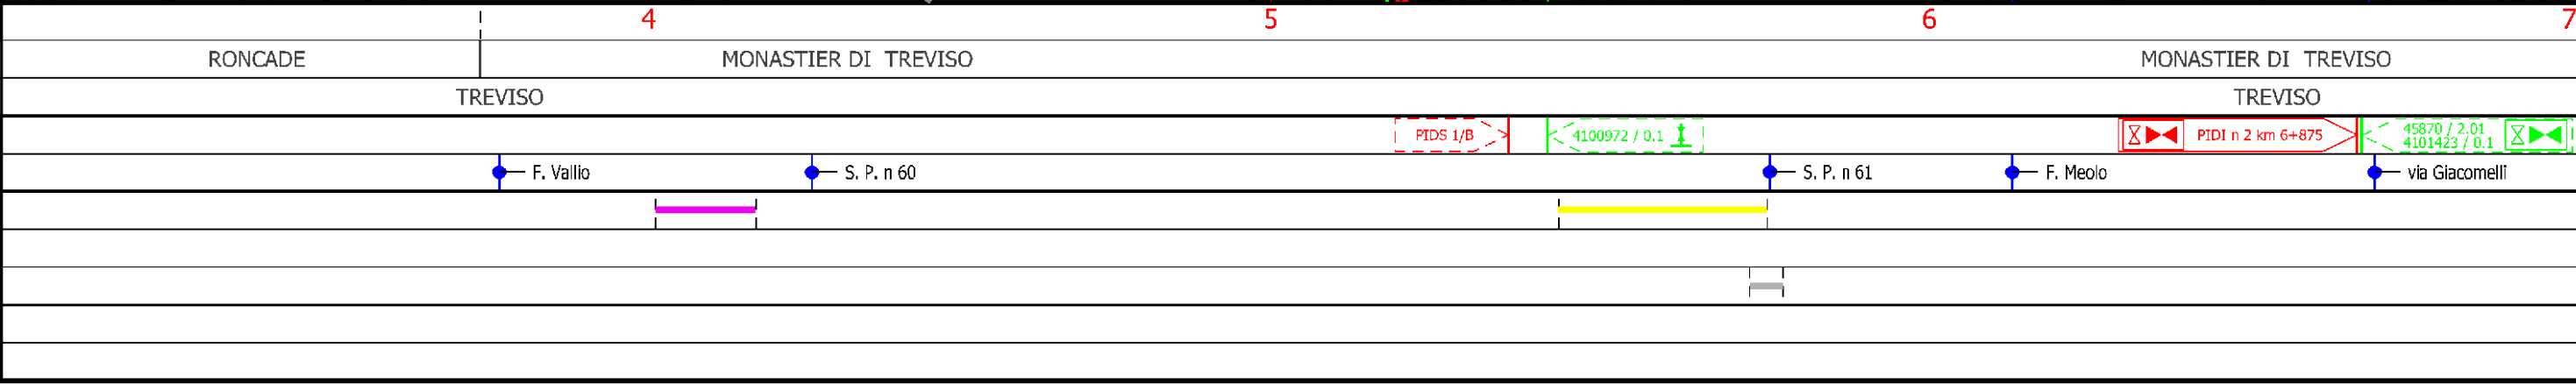 4 5 6 7
RONCADE MONASTIER DI TREVISO MONASTIER DI TREVISO
TREVISO TREVISO
PIDS 1/B 4100972 / 0.1 PIDI n 2 km 6+875 45870 / 2.01
4101423 / 0.1
F. Vallio S. P. n 60 S. P. n 61 F. Meolo via Giacomelli